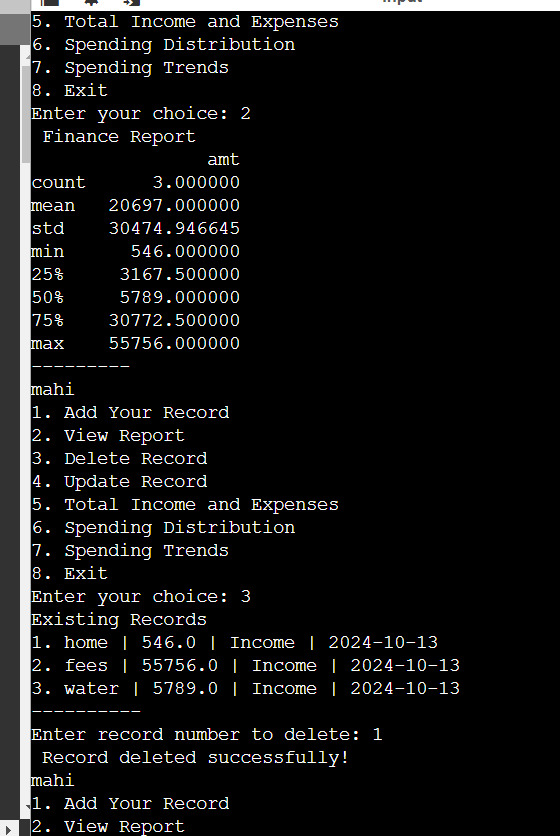 5. Total Income and Expenses
6. Spending Distribution
7. Spending Trends
8. Exit
Enter your choice: 2
Finance Report
amt
count 3.000000
mean 20697.000000
std 30474.946645
min 546.000000
25% 3167.500000
50% 5789.000000
75% 30772.500000
max 55756.000000
---------
mahi
1. Add Your Record
2. View Report
3. Delete Record
4. Update Record
5. Total Income and Expenses
6. Spending Distribution
7. Spending Trends
8. Exit
Enter your choice: 3
Existing Records
1. home | 546.0 | Income | 2024-10-13
2. fees | 55756.0 | Income | 2024-10-13
3. water | 5789.0 | Income | 2024-10-13
----------
Enter record number to delete: 1
Record deleted successfully!
mahi
1. Add Your Record
2. View Report